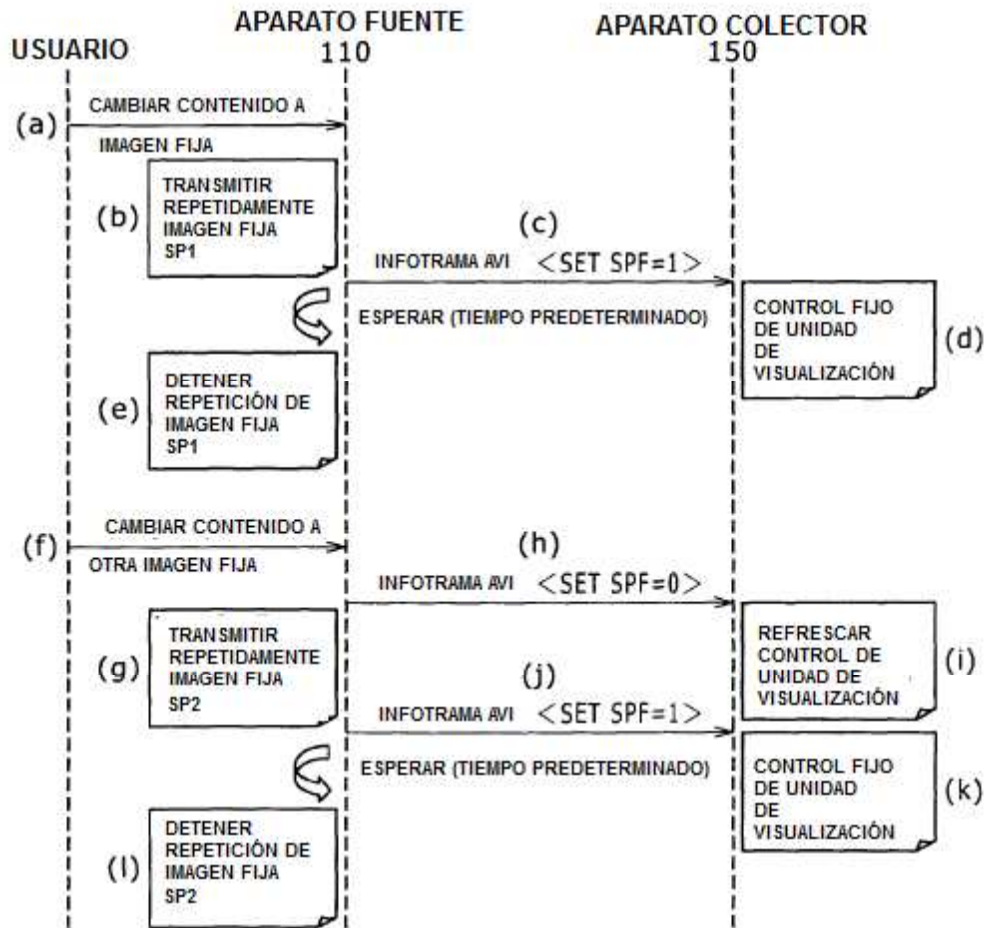 USUARIO
APARATO FUENTE
110
APARATO COLECTOR
150
(a)
CAMBIAR CONTENIDO A
IMAGEN FIJA
(b)
TRANSMITIR
REPETIDAMENTE
IMAGEN FIJA
SP1
(c)
INFOTRAMA AVI <SET SPF=1>
ESPERAR (TIEMPO PREDETERMINADO)
CONTROL FIJO
DE UNIDAD
DE
VISUALIZACIÓN
(d)
(e)
DETENER
REPETICIÓN DE
IMAGEN FIJA
SP1
(f)
CAMBIAR CONTENIDO A
OTRA IMAGEN FIJA
(h)
INFOTRAMA AVI <SET SPF=0>
(g)
TRANSMITIR
REPETIDAMENTE
IMAGEN FIJA
SP2
REFRESCAR
CONTROL DE
UNIDAD DE
VISUALIZACIÓN
(i)
(j)
INFOTRAMA AVI <SET SPF=1>
ESPERAR (TIEMPO PREDETERMINADO)
CONTROL FIJO
DE UNIDAD
DE
VISUALIZACIÓN
(k)
(l)
DETENER
REPETICIÓN DE
IMAGEN FIJA
SP2